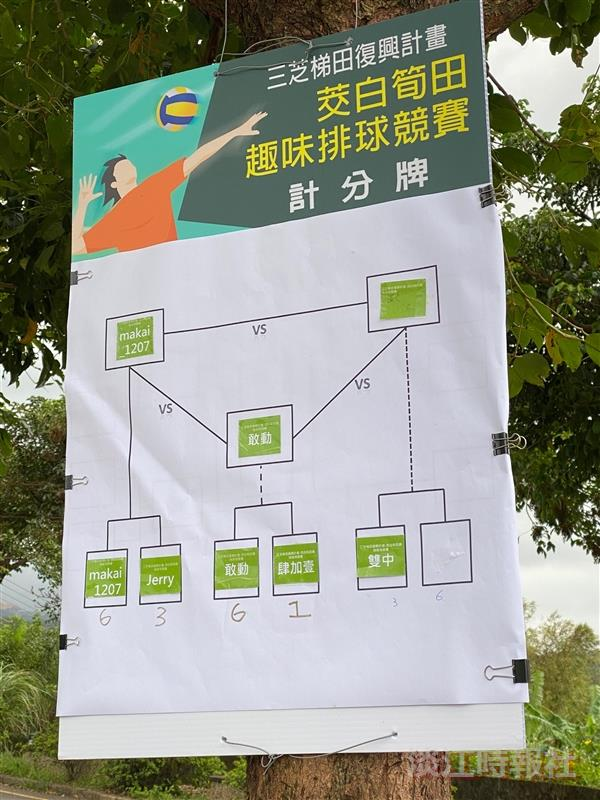 三芝梯田復興計畫
茭白筍田
趣味排球競賽
計分牌
makai
_1207
VS
VS
VS
敢動
makai
1207
Jerry
敢動
肆加壹
雙中
6
3
6
1
3
6
淡江時報社